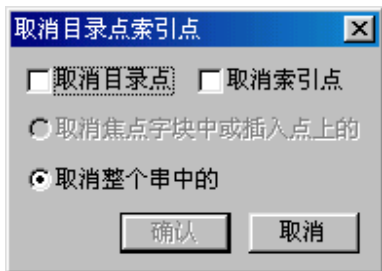 取消目录点索引点
取消目录点 取消索引点
取消焦点字块中或插入点上的
取消整个串中的
确认 取消